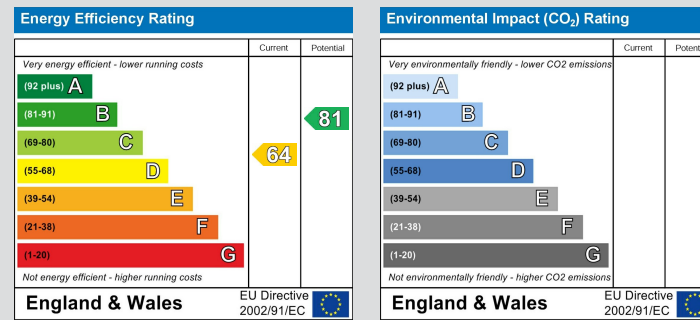 Energy Efficiency Rating
Current Potential
Very energy efficient - lower running costs
(92 plus) A
(81-91) B
81
(69-80) C
64
(55-68) D
(39-54) E
(21-38) F
(1-20) G
Not energy efficient - higher running costs
England & Wales
EU Directive
2002/91/EC
Environmental Impact (CO₂) Rating
Current Potent
Very environmentally friendly - lower CO2 emissions
(92 plus) A
(81-91) B
(69-80) C
(55-68) D
(39-54) E
(21-38) F
(1-20) G
Not environmentally friendly - higher CO2 emissions
England & Wales
EU Directive
2002/91/EC